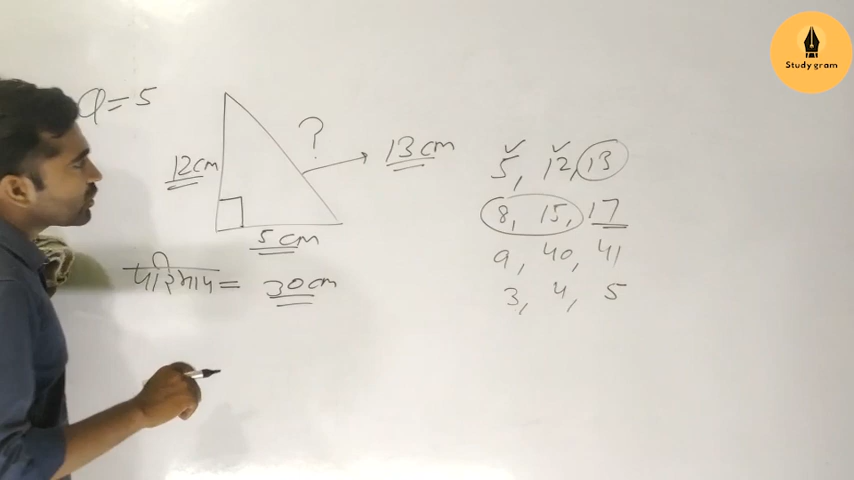 Q=5
12cm
?
13cm
5cm
परिमाप = 30cm
5, 12, 13
8, 15, 17
9, 40, 41
3, 4, 5
Study gram